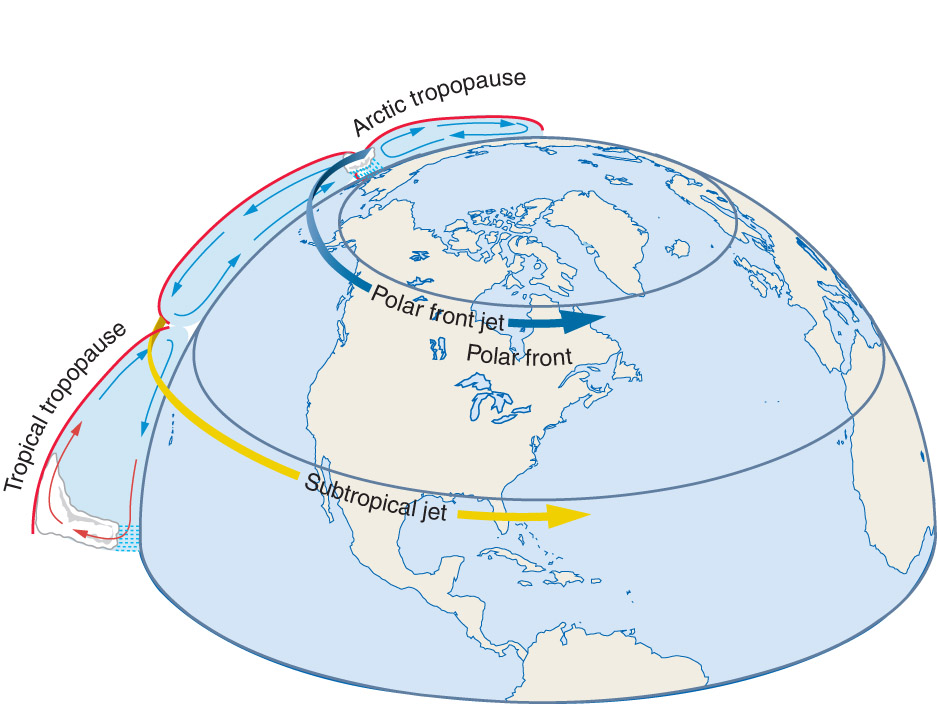 Arctic tropopause
Tropical tropopause
Polar front jet
Polar front
Subtropical jet